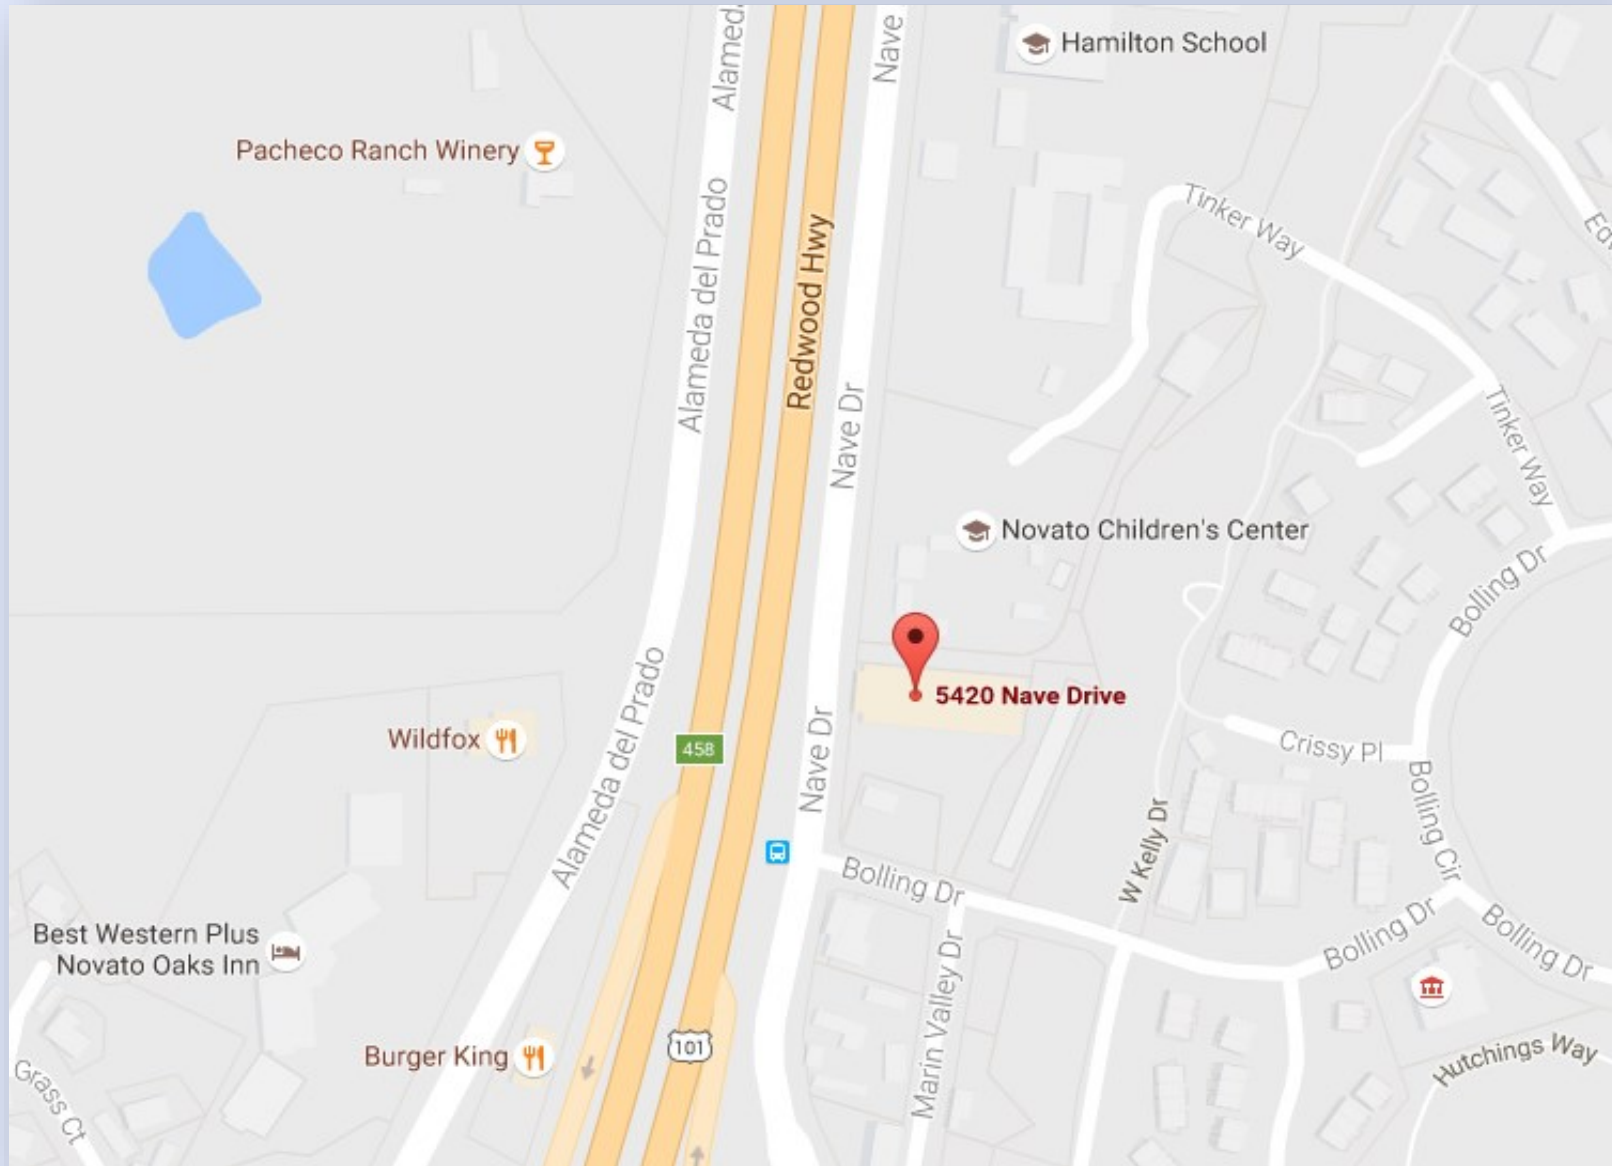 Alameda
Nave
Hamilton School
Pacheco Ranch Winery
Tinker Way
Alameda del Prado
Redwood Hwy
Nave Dr
Tinker Way
Novato Children's Center
Bolling Dr
5420 Nave Drive
Alameda del Prado
Wildfox
458
Nave Dr
Crissy Pl
Bolling Cir
W Kelly Dr
Bolling Dr
Bolling Dr
Bolling Dr
Best Western Plus
Novato Oaks Inn
Marin Valley Dr
101
Burger King
Hutchings Way
Grass Ct